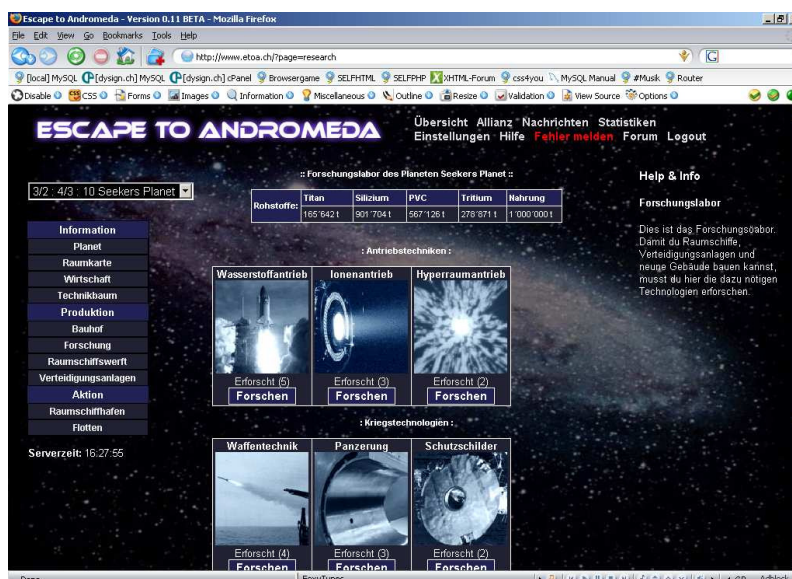 Escape to Andromeda - Version 0.11 BETA - Mozilla Firefox
File Edit View Go Bookmarks Tools Help
http://www.etoa.ch/?page=research
[local] MySQL [dysign.ch] MySQL [dysign.ch] cPanel Browsergame SELFHTML SELFPHP XHTML-Forum css4you MySQL Manual #Musik Router
Disable CSS Forms Images Information Miscellaneous Outline Resize Validation View Source Options
ESCAPE TO ANDROMEDA
Übersicht Allianz Nachrichten Statistiken
Einstellungen Hilfe Fehler melden Forum Logout
3/2 : 4/3 : 10 Seekers Planet
Information
Planet
Raumkarte
Wirtschaft
Technikbaum
Produktion
Bauhof
Forschung
Raumschiffswerft
Verteidigungsanlagen
Aktion
Raumschiffhafen
Flotten
Serverzeit: 16:27:55
:: Forschungslabor des Planeten Seekers Planet ::
Rohstoffe: Titan Silizium PVC Tritium Nahrung
165'642 t 901'704 t 567'126 t 278'871 t 1'000'000 t
: Antriebstechniken :
Wasserstoffantrieb Ionenantrieb Hyperraumantrieb
Erforscht (5) Erforscht (3) Erforscht (2)
Forschen Forschen Forschen
: Kriegstechnologien :
Waffentechnik Panzerung Schutzschilder
Erforscht (4) Erforscht (3) Erforscht (2)
Forschen Forschen Forschen
Help & Info
Forschungslabor
Dies ist das Forschungsoabor.
Damit du Raumschiffe,
Verteidigungsanlagen und
neune Gebäude bauen kannst,
musst du hier die dazu nötigen
Technologien erforschen.